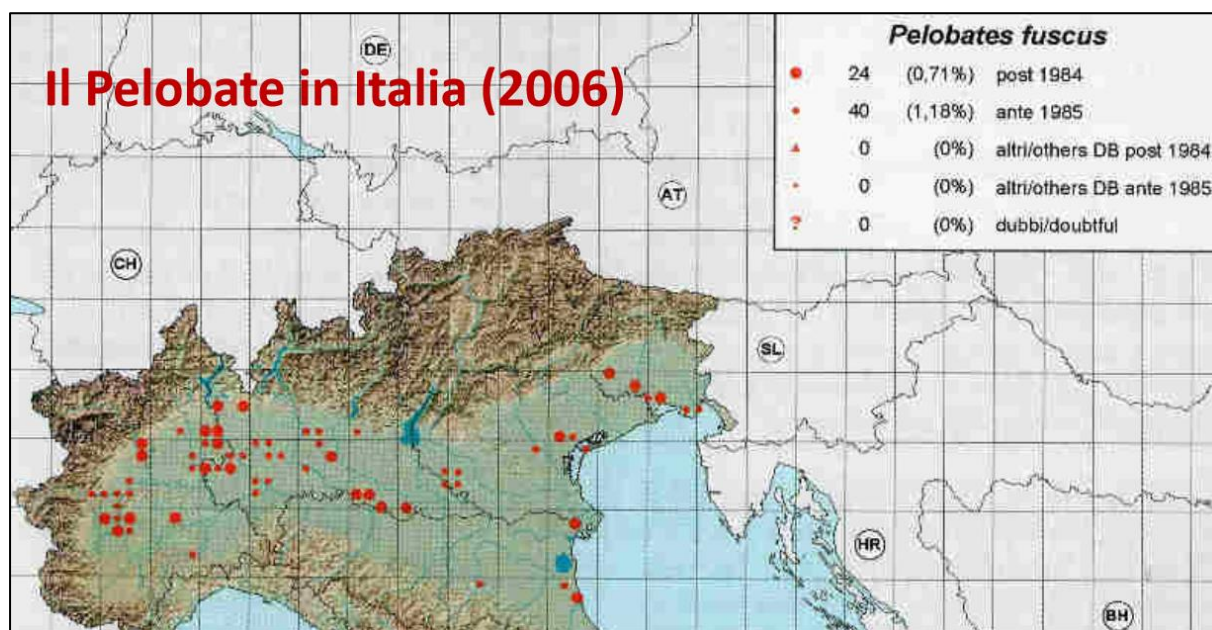 Il Pelobate in Italia (2006)
Pelobates fuscus
24 (0,71%) post 1984
40 (1,18%) ante 1985
0 (0%) altri/others DB post 1984
0 (0%) altri/others DB ante 1985
? 0 (0%) dubbi/doubtful
DE
AT
CH
SL
HR
BH